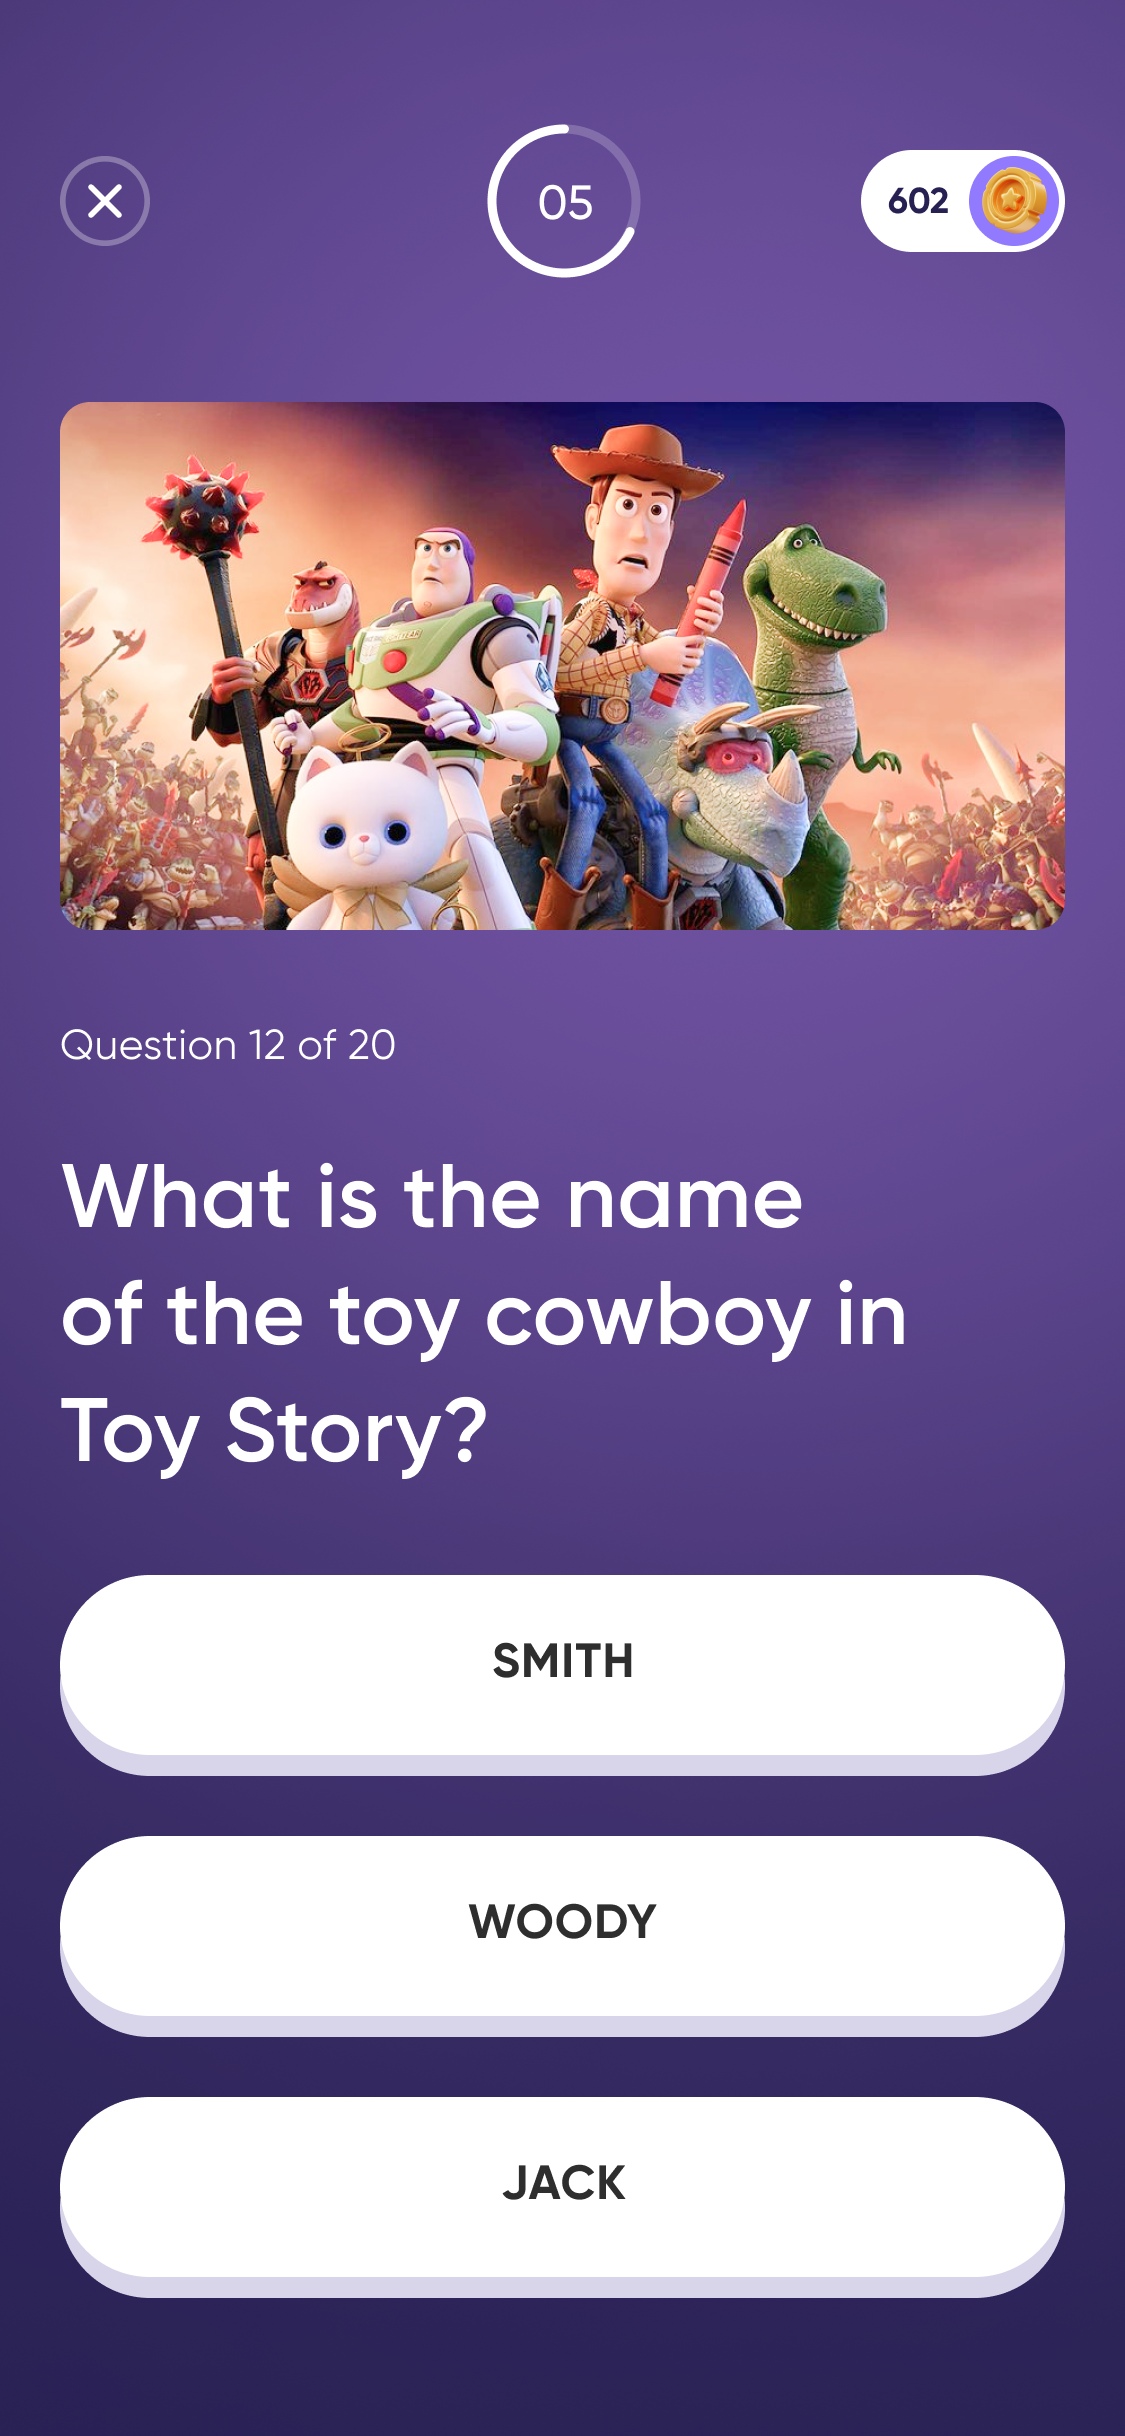 05
602
Question 12 of 20
What is the name
of the toy cowboy in
Toy Story?
SMITH
WOODY
JACK